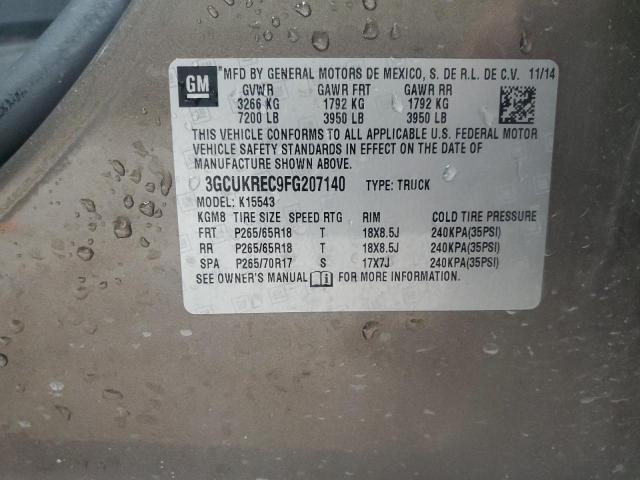 GM
*MFD BY GENERAL MOTORS DE MEXICO, S. DE R.L. DE C.V. 11/14
GVWR GAWR FRT GAWR RR
3266 KG 1792 KG 1792 KG
7200 LB 3950 LB 3950 LB
THIS VEHICLE CONFORMS TO ALL APPLICABLE U.S. FEDERAL MOTOR
VEHICLE SAFETY STANDARDS IN EFFECT ON THE DATE OF
MANUFACTURE SHOWN ABOVE.
3GCUKREC9FG207140 TYPE: TRUCK
MODEL: K15543
KGM8 TIRE SIZE SPEED RTG RIM COLD TIRE PRESSURE
FRT P265/65R18 T 18X8.5J 240KPA(35PSI)
RR P265/65R18 T 18X8.5J 240KPA(35PSI)
SPA P265/70R17 S 17X7J 240KPA(35PSI)
SEE OWNER'S MANUAL FOR MORE INFORMATION.